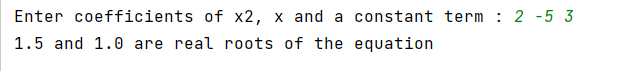 Enter coefficients of x2, x and a constant term : 2 -5 3
1.5 and 1.0 are real roots of the equation